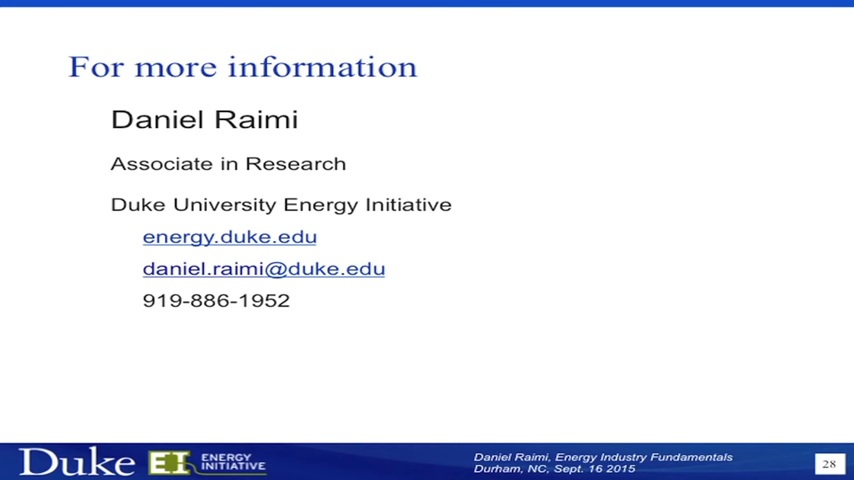 For more information
Daniel Raimi
Associate in Research
Duke University Energy Initiative
energy.duke.edu
daniel.raimi@duke.edu
919-886-1952
Duke EI ENERGY INITIATIVE
Daniel Raimi, Energy Industry Fundamentals
Durham, NC, Sept. 16 2015
28